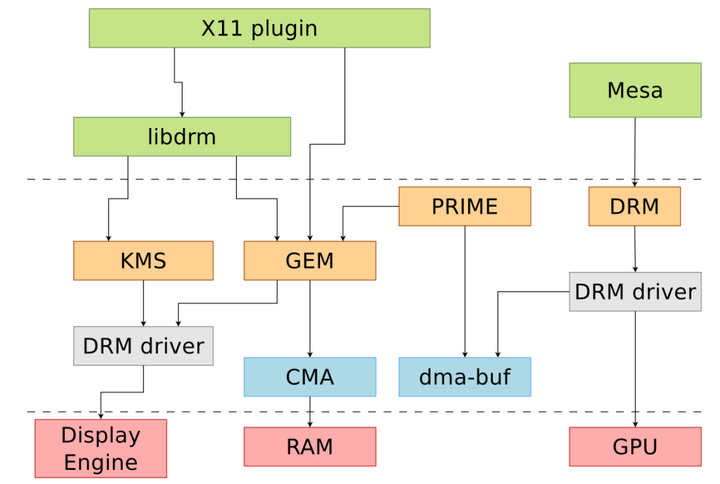 X11 plugin
Mesa
libdrm
PRIME
DRM
KMS
GEM
DRM driver
DRM driver
CMA
dma-buf
Display
Engine
RAM
GPU